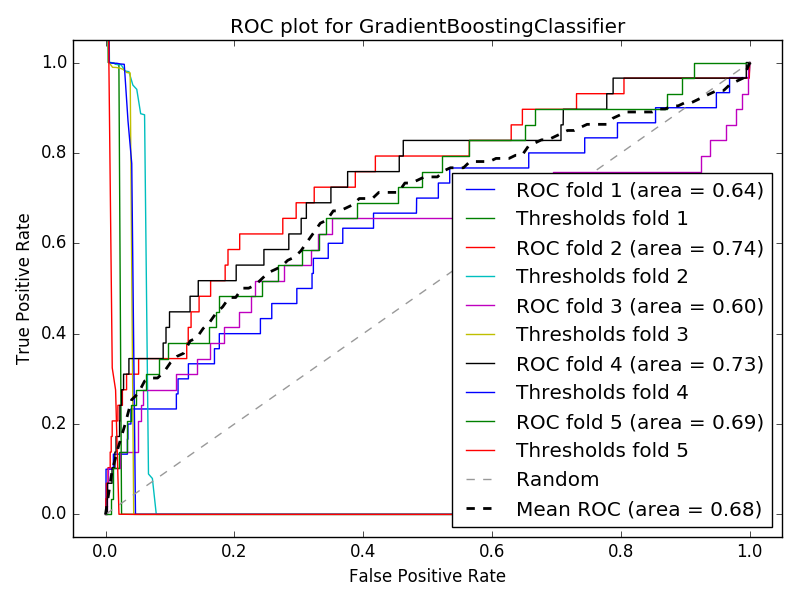 ROC plot for GradientBoostingClassifier
True Positive Rate
1.0
0.8
0.6
0.4
0.2
0.0
ROC fold 1 (area = 0.64)
Thresholds fold 1
ROC fold 2 (area = 0.74)
Thresholds fold 2
ROC fold 3 (area = 0.60)
Thresholds fold 3
ROC fold 4 (area = 0.73)
Thresholds fold 4
ROC fold 5 (area = 0.69)
Thresholds fold 5
Random
Mean ROC (area = 0.68)
0.0 0.2 0.4 0.6 0.8 1.0
False Positive Rate